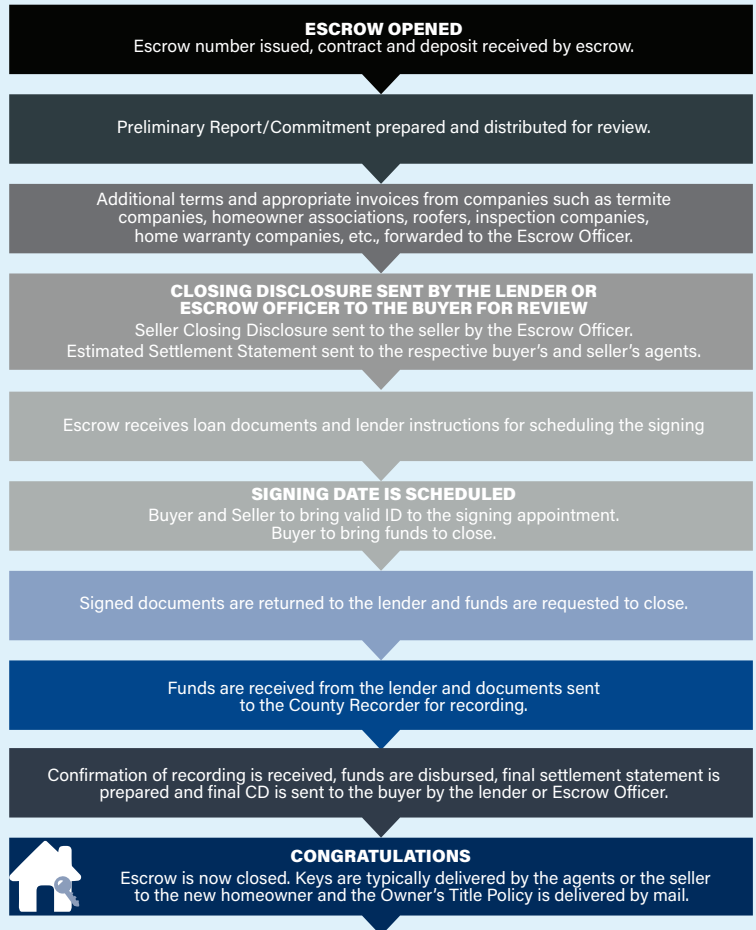 ESCROW OPENED
Escrow number issued, contract and deposit received by escrow.
Preliminary Report/Commitment prepared and distributed for review.
Additional terms and appropriate invoices from companies such as termite
companies, homeowner associations, roofers, inspection companies,
home warranty companies, etc., forwarded to the Escrow Officer.
CLOSING DISCLOSURE SENT BY THE LENDER OR
ESCROW OFFICER TO THE BUYER FOR REVIEW
Seller Closing Disclosure sent to the seller by the Escrow Officer.
Estimated Settlement Statement sent to the respective buyer's and seller's agents.
Escrow receives loan documents and lender instructions for scheduling the signing
SIGNING DATE IS SCHEDULED
Buyer and Seller to bring valid ID to the signing appointment.
Buyer to bring funds to close.
Signed documents are returned to the lender and funds are requested to close.
Funds are received from the lender and documents sent
to the County Recorder for recording.
Confirmation of recording is received, funds are disbursed, final settlement statement is
prepared and final CD is sent to the buyer by the lender or Escrow Officer.
CONGRATULATIONS
Escrow is now closed. Keys are typically delivered by the agents or the seller
to the new homeowner and the Owner's Title Policy is delivered by mail.